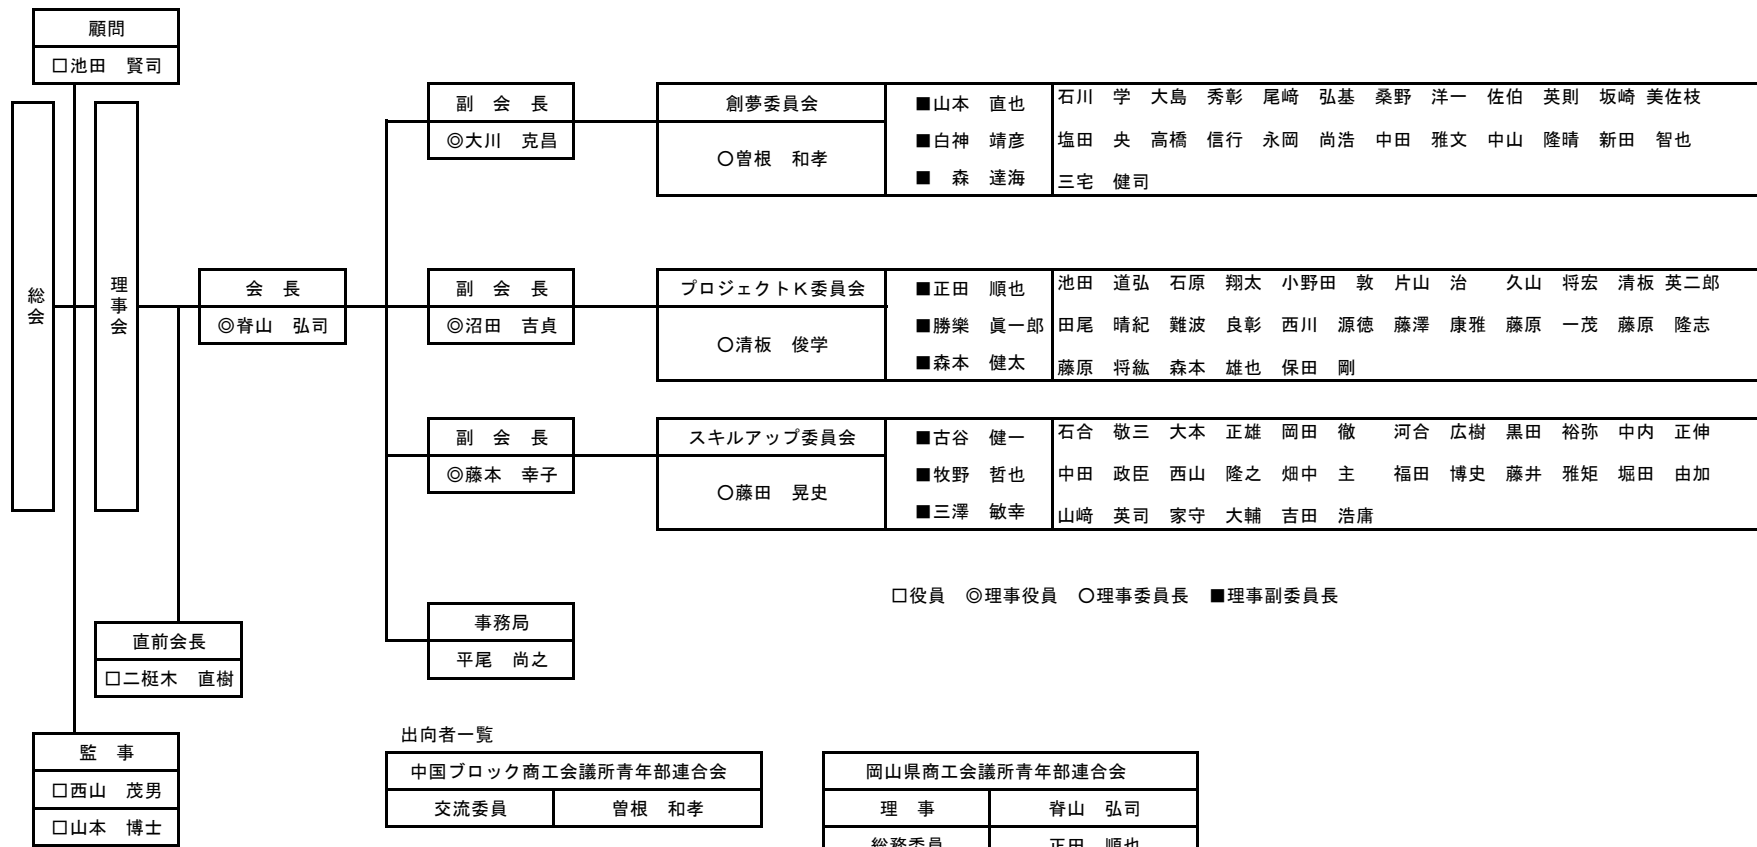 顧問
□池田　賢司
総会
理事会
会　長
◎脊山　弘司
副　会　長
◎大川　克昌
創夢委員会
○曽根　和孝
■山本　直也
■白神　靖彦
■　森　達海
石川　学　大島　秀彰　尾﨑　弘基　桑野　洋一　佐伯　英則　坂崎 美佐枝
塩田　央　高橋　信行　永岡　尚浩　中田　雅文　中山　隆晴　新田　智也
三宅　健司
副　会　長
◎沼田　吉貞
プロジェクトK委員会
○清板　俊学
■正田　順也
■勝樂　眞一郎
■森本　健太
池田　道弘　石原　翔太　小野田　敦　片山　治　　久山　将宏　清板 英二郎
田尾　晴紀　難波　良彰　西川　源徳　藤澤　康雅　藤原　一茂　藤原　隆志
藤原　将紘　森本　雄也　保田　剛
副　会　長
◎藤本　幸子
スキルアップ委員会
○藤田　晃史
■古谷　健一
■牧野　哲也
■三澤　敏幸
石合　敬三　大本　正雄　岡田　徹　　河合　広樹　黒田　裕弥　中内　正伸
中田　政臣　西山　隆之　畑中　主　　福田　博史　藤井　雅矩　堀田　由加
山﨑　英司　家守　大輔　吉田　浩庸
□役員　◎理事役員　○理事委員長　■理事副委員長
事務局
平尾　尚之
直前会長
□二梃木　直樹
監　事
□西山　茂男
□山本　博士
出向者一覧
中国ブロック商工会議所青年部連合会
交流委員　曽根　和孝
岡山県商工会議所青年部連合会
理　事　脊山　弘司
総務委員　正田　順也